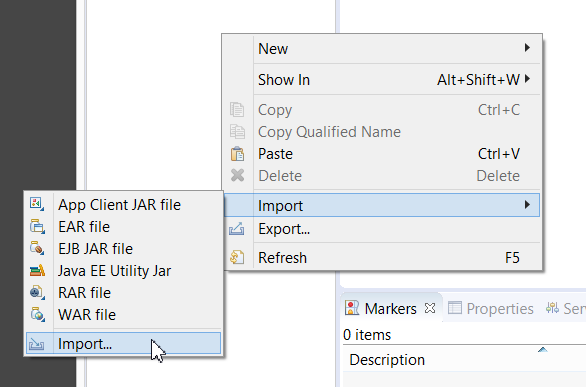 New
Show In Alt+Shift+W
Copy Ctrl+C
Copy Qualified Name
Paste Ctrl+V
Delete Delete
Import
Export...
Refresh F5
App Client JAR file
EAR file
EJB JAR file
Java EE Utility Jar
RAR file
WAR file
Import...
Markers Properties Serv
0 items
Description